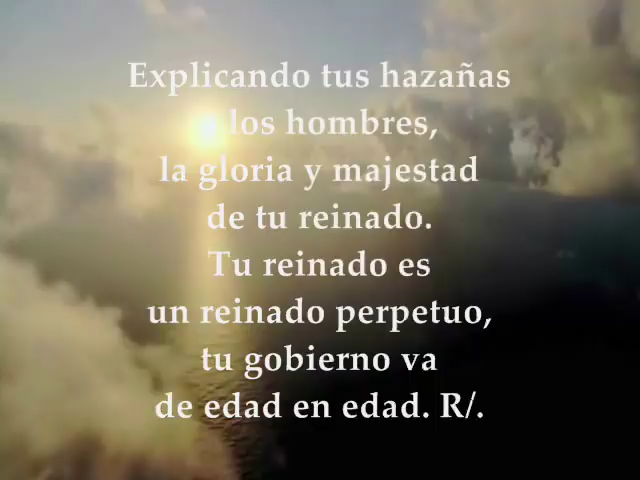 Explicando tus hazañas
a los hombres,
la gloria y majestad
de tu reinado.
Tu reinado es
un reinado perpetuo,
tu gobierno va
de edad en edad. R/.